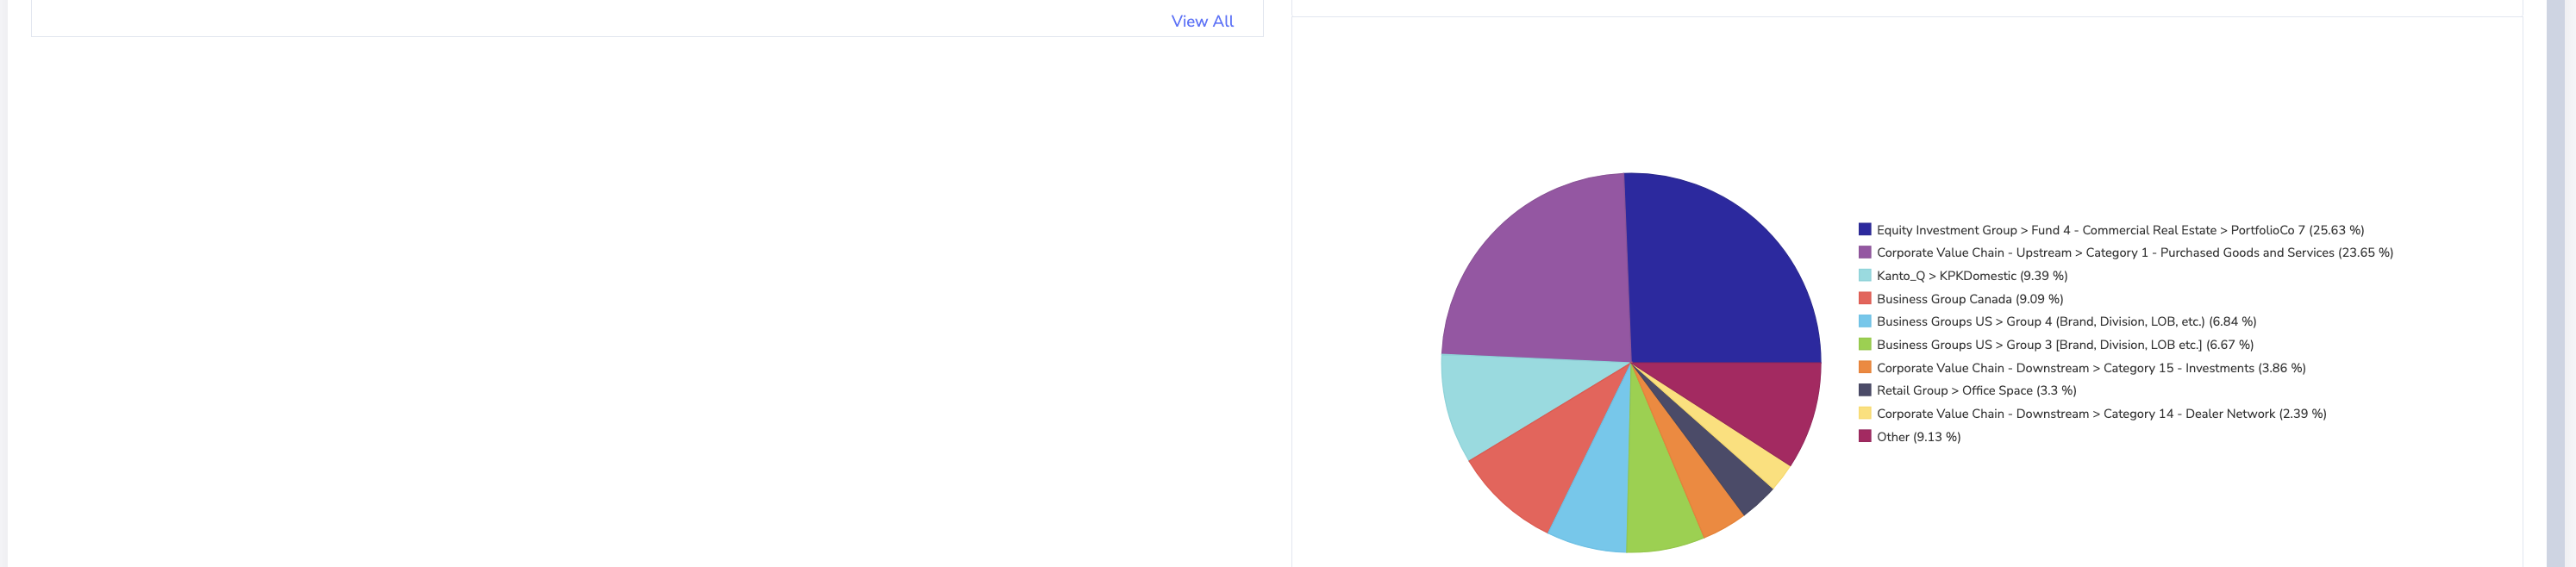 View All
Equity Investment Group > Fund 4 - Commercial Real Estate > PortfolioCo 7 (25.63 %)
Corporate Value Chain - Upstream > Category 1 - Purchased Goods and Services (23.65 %)
Kanto_Q > KPKDomestic (9.39 %)
Business Group Canada (9.09 %)
Business Groups US > Group 4 (Brand, Division, LOB, etc.) (6.84 %)
Business Groups US > Group 3 [Brand, Division, LOB etc.] (6.67 %)
Corporate Value Chain - Downstream > Category 15 - Investments (3.86 %)
Retail Group > Office Space (3.3 %)
Corporate Value Chain - Downstream > Category 14 - Dealer Network (2.39 %)
Other (9.13 %)